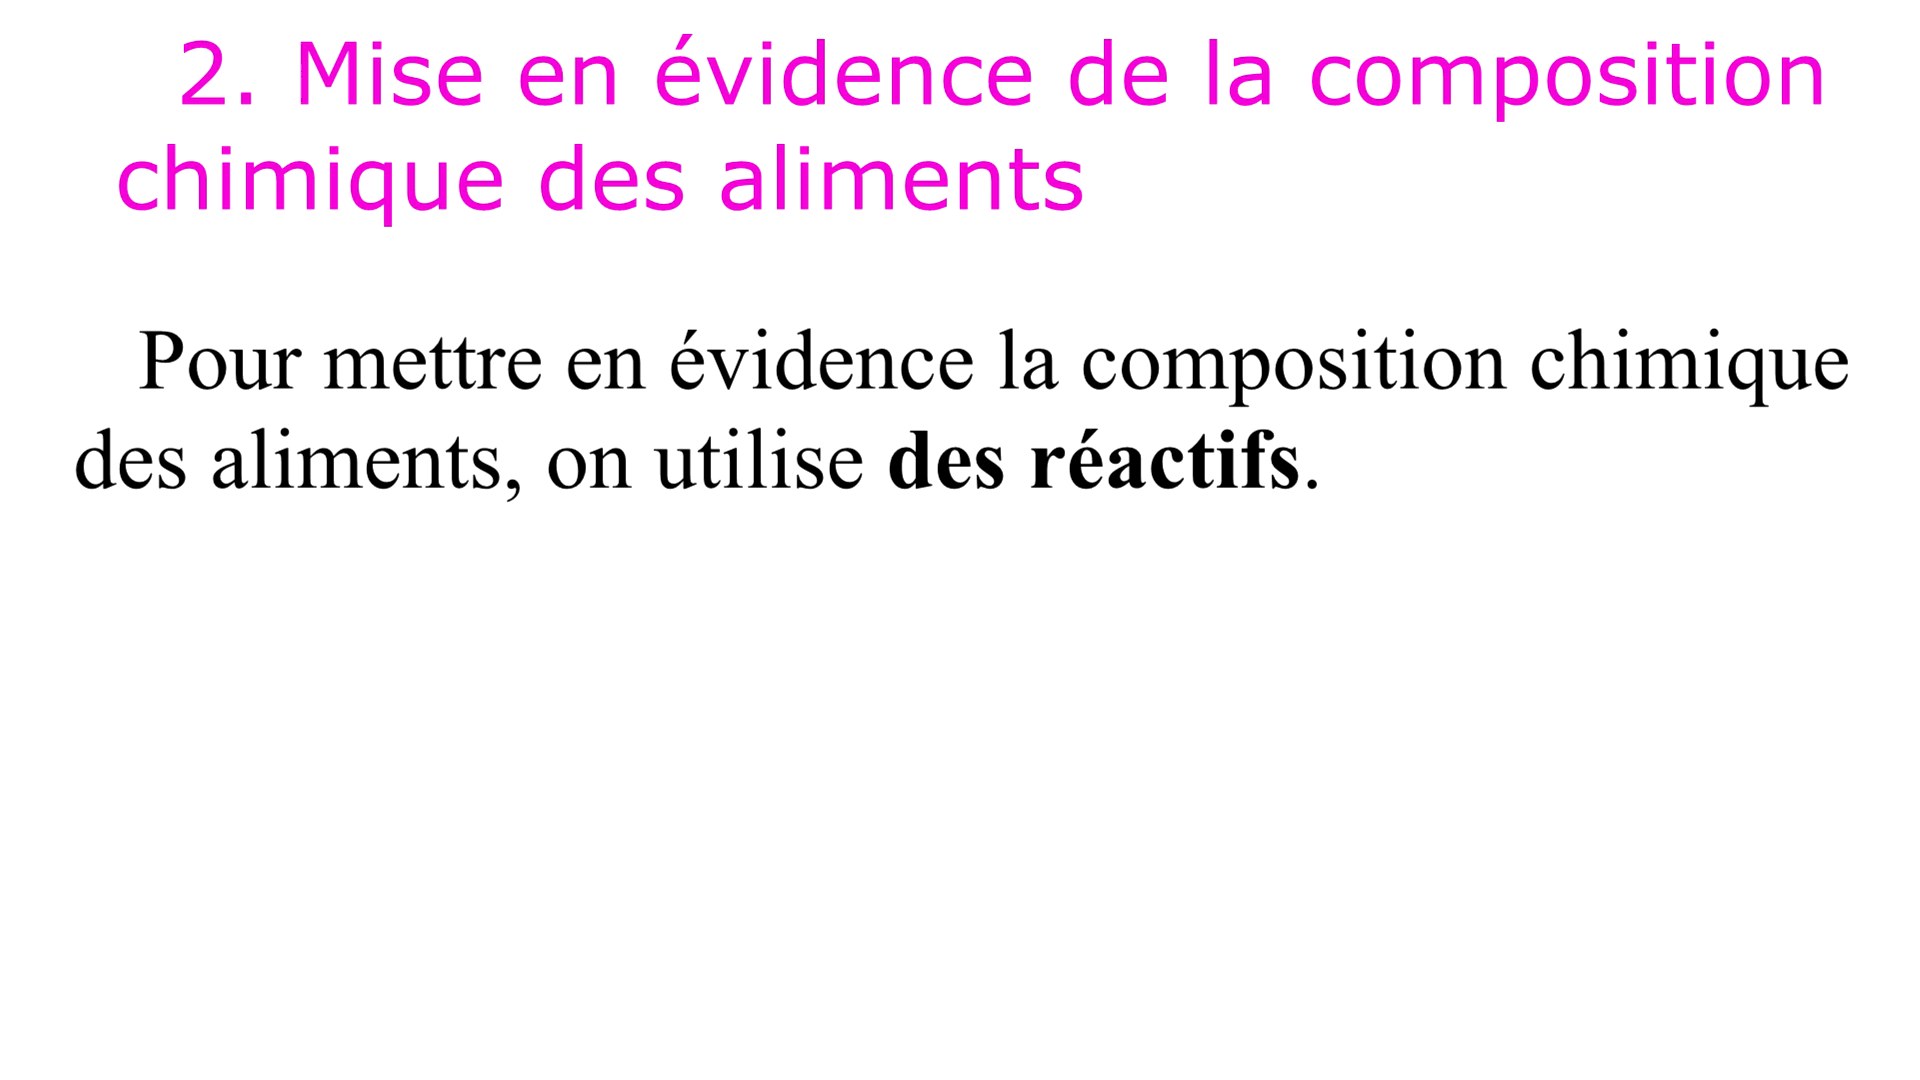 2. Mise en évidence de la composition
chimique des aliments
Pour mettre en évidence la composition chimique
des aliments, on utilise des réactifs.